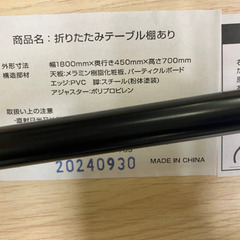 商品名：折りたたみテーブル棚あり
外形寸法 幅1800mm×奥行き450mm×高さ700mm
構造部材 天板:メラミン樹脂化粧板、パーティクルボード
エッジ:PVC 脚:スチール(粉体塗装)
アジャスター:ポリプロピレン
取扱い上の注意
20240930
MADE IN CHINA